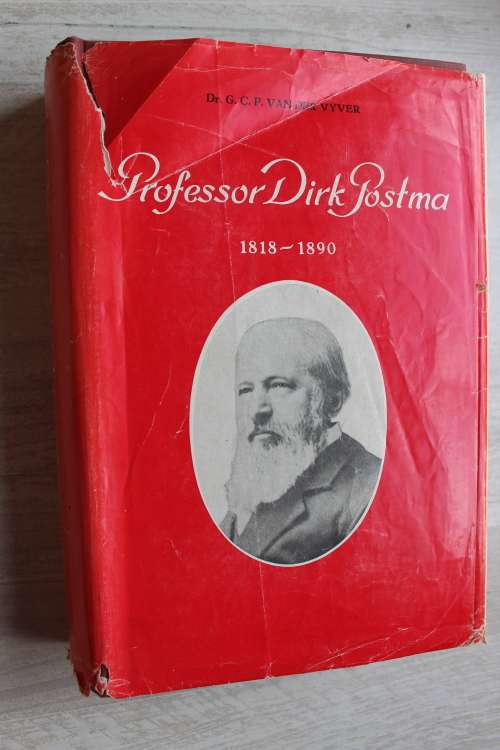 Dr. G. C. P. VAN DER VYVER
Professor Dirk Postma
1818-1890